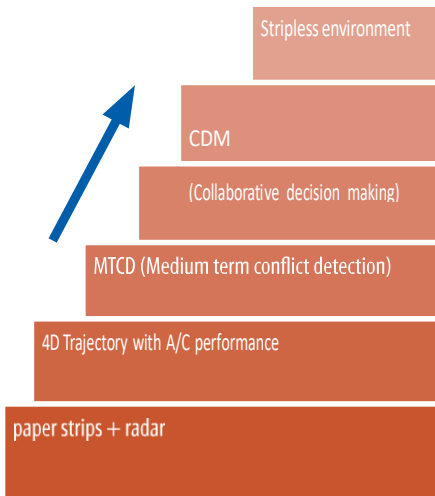 Stripless environment
CDM
(Collaborative decision making)
MTCD (Medium term conflict detection)
4D Trajectory with A/C performance
paper strips + radar